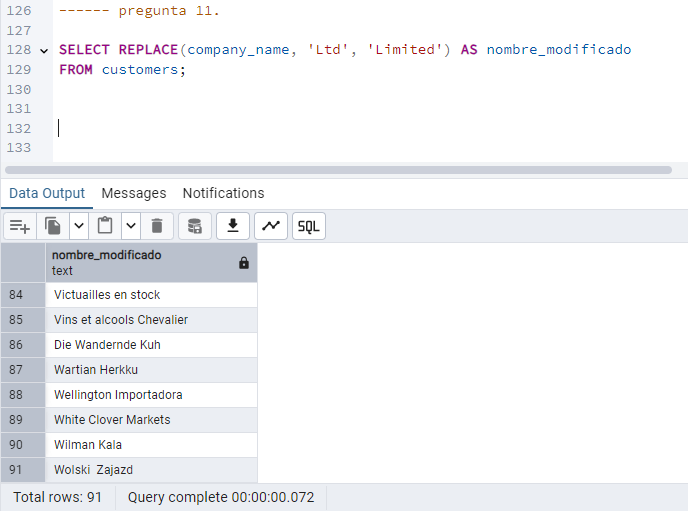 126 ------ pregunta 11.
127
128 SELECT REPLACE(company_name, 'Ltd', 'Limited') AS nombre_modificado
129 FROM customers;
130
131
132
133
Data Output Messages Notifications
SQL
nombre_modificado
text
84 Victuailles en stock
85 Vins et alcools Chevalier
86 Die Wandernde Kuh
87 Wartian Herkku
88 Wellington Importadora
89 White Clover Markets
90 Wilman Kala
91 Wolski  Zajazd
Total rows: 91 Query complete 00:00:00.072